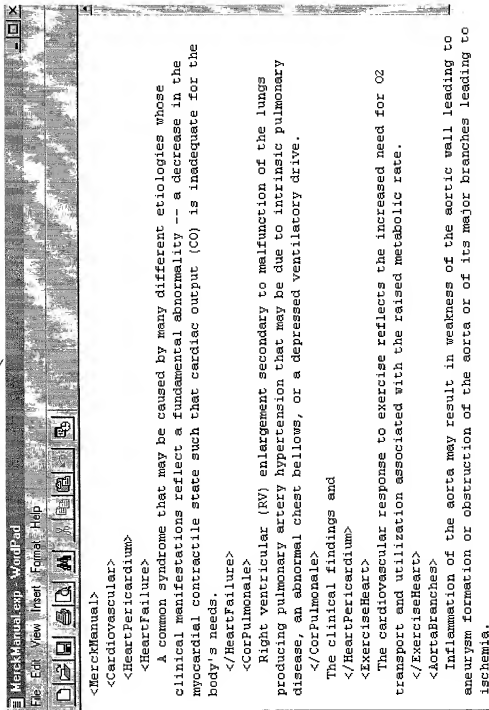 MerckManual.exp - WordPad
File Edit View Insert Format Help
<MerckManual>
<Cardiovascular>
<HeartPericardium>
<HeartFailure>
A common syndrome that may be caused by many different etiologies whose
clinical manifestations reflect a fundamental abnormality -- a decrease in the
myocardial contractile state such that cardiac output (CO) is inadequate for the
body's needs.
</HeartFailure>
<CorPulmonale>
Right ventricular (RV) enlargement secondary to malfunction of the lungs
producing pulmonary artery hypertension that may be due to intrinsic pulmonary
disease, an abnormal chest bellows, or a depressed ventilatory drive.
</CorPulmonale>
The clinical findings and
</HeartPericardium>
<ExerciseHeart>
The cardiovascular response to exercise reflects the increased need for O2
transport and utilization associated with the raised metabolic rate.
</ExerciseHeart>
<AortaBranches>
Inflammation of the aorta may result in weakness of the aortic wall leading to
aneurysm formation or obstruction of the aorta or of its major branches leading to
ischemia.